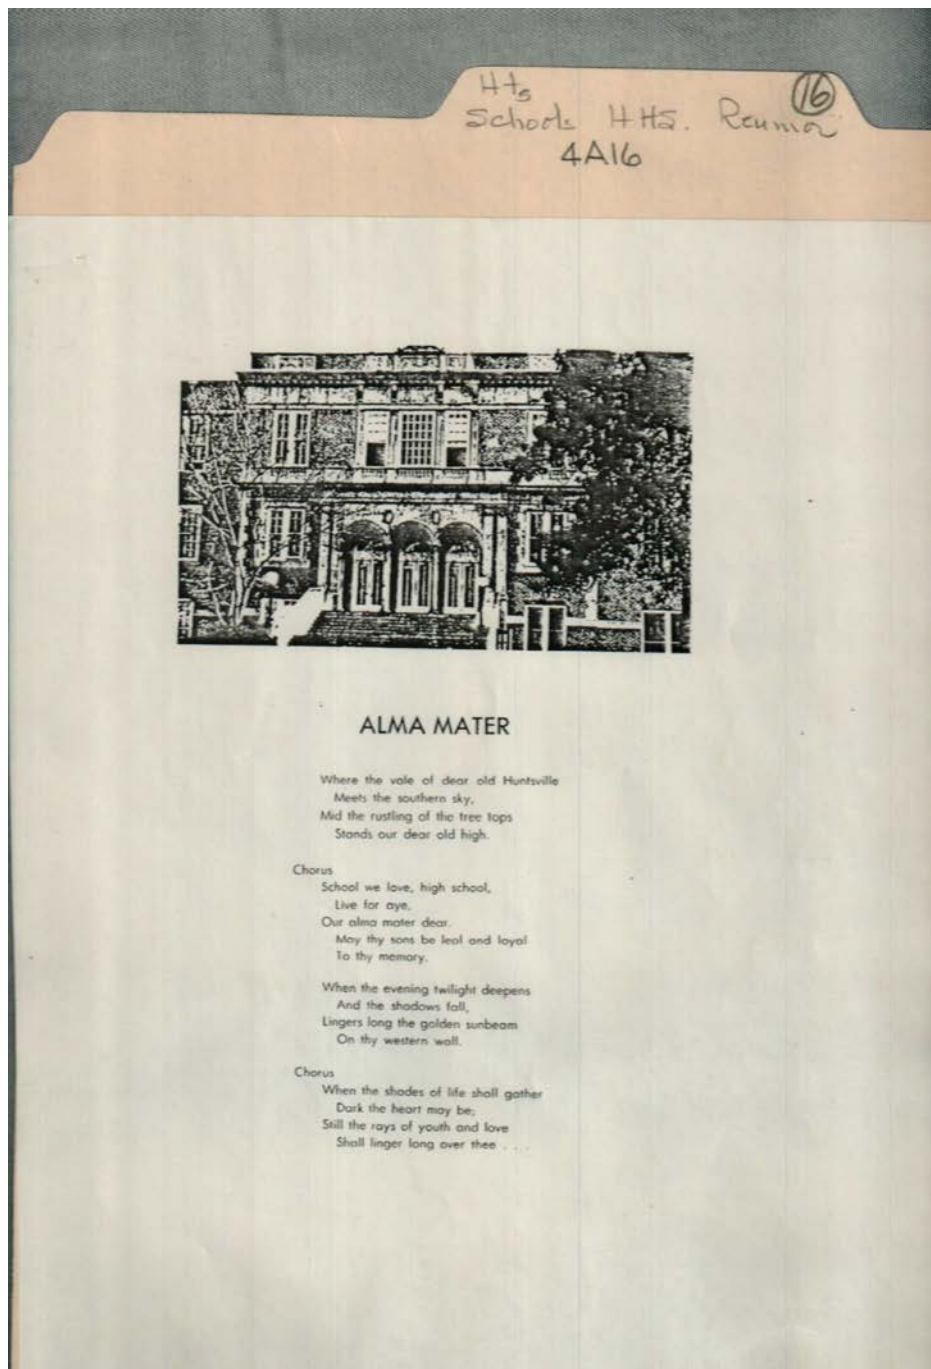 Hts
16
Schools HHS. Reunion
4A16
ALMA MATER
Where the vale of dear old Huntsville
Meets the southern sky,
Mid the rustling of the tree tops
Stands our dear old high.
Chorus
School we love, high school,
Live for aye,
Our alma mater dear.
May thy sons be leal and loyal
To thy memory.
When the evening twilight deepens
And the shadows fall,
Lingers long the golden sunbeam
On thy western wall.
Chorus
When the shades of life shall gather
Dark the heart may be;
Still the rays of youth and love
Shall linger long over thee . . .